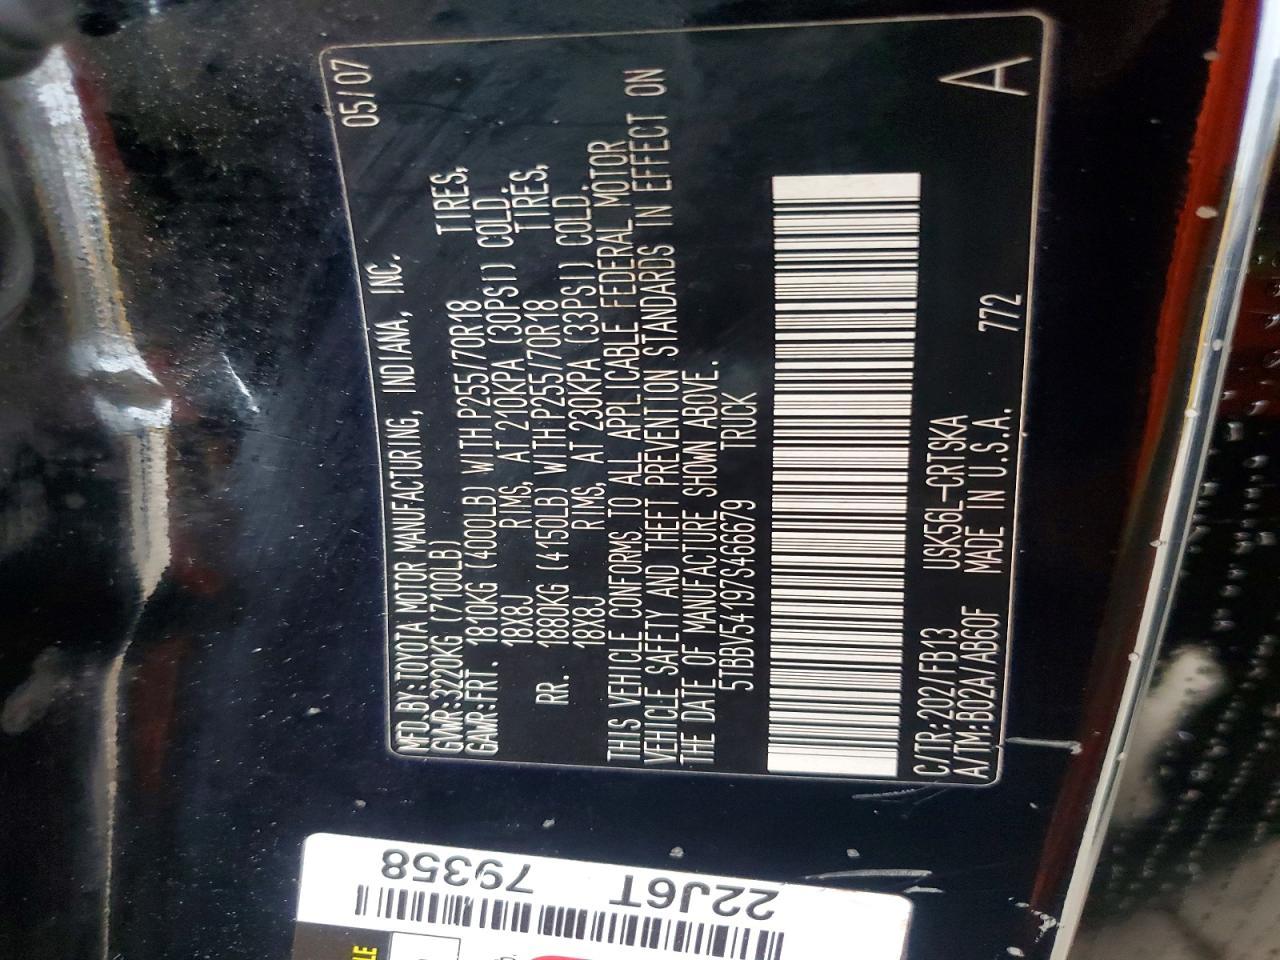 MFD.BY:TOYOTA MOTOR MANUFACTURING, INDIANA, INC. 05/07
GVWR:3220KG(7100LB)
GAWR:FRT. 1810KG(4000LB)WITH P255/70R18 TIRES,
18X8J RIMS, AT 210KPA(30PSI) COLD.
RR. 1880KG(4150LB)WITH P255/70R18 TIRES,
18X8J RIMS, AT 230KPA(33PSI) COLD.
THIS VEHICLE CONFORMS TO ALL APPLICABLE FEDERAL MOTOR
VEHICLE SAFETY AND THEFT PREVENTION STANDARDS IN EFFECT ON
THE DATE OF MANUFACTURE SHOWN ABOVE.
5TBBV54197S466679 TRUCK
C/TR:202/FB13 USK56L-CRTSKA
A/TM:B02A/AB60F MADE IN U.S.A. 772 A
22J6T 79358